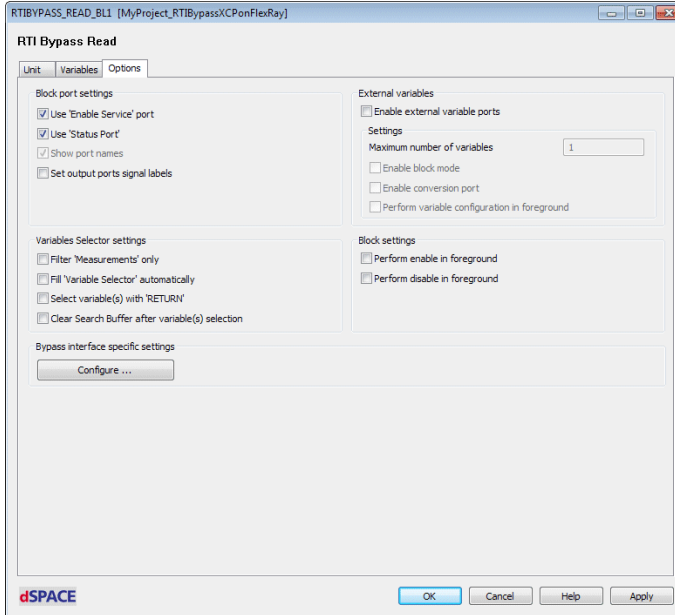 RTIBYPASS_READ_BL1 [MyProject_RTIBypassXCPonFlexRay]
RTI Bypass Read
Unit Variables Options
Block port settings
Use 'Enable Service' port
Use 'Status Port'
Show port names
Set output ports signal labels
External variables
Enable external variable ports
Settings
Maximum number of variables 1
Enable block mode
Enable conversion port
Perform variable configuration in foreground
Variables Selector settings
Filter 'Measurements' only
Fill 'Variable Selector' automatically
Select variable(s) with 'RETURN'
Clear Search Buffer after variable(s) selection
Block settings
Perform enable in foreground
Perform disable in foreground
Bypass interface specific settings
Configure ...
dSPACE
OK Cancel Help Apply